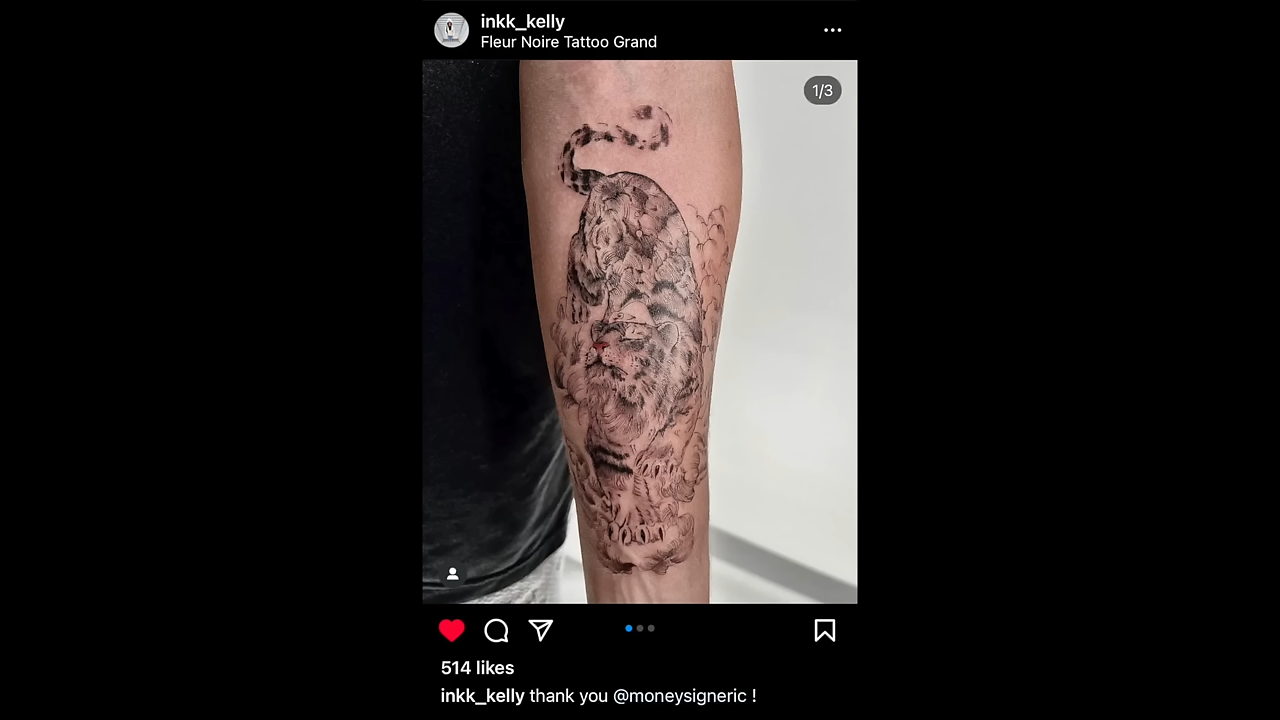 inkk_kelly
Fleur Noire Tattoo Grand
1/3
514 likes
inkk_kelly thank you @moneysigneric !